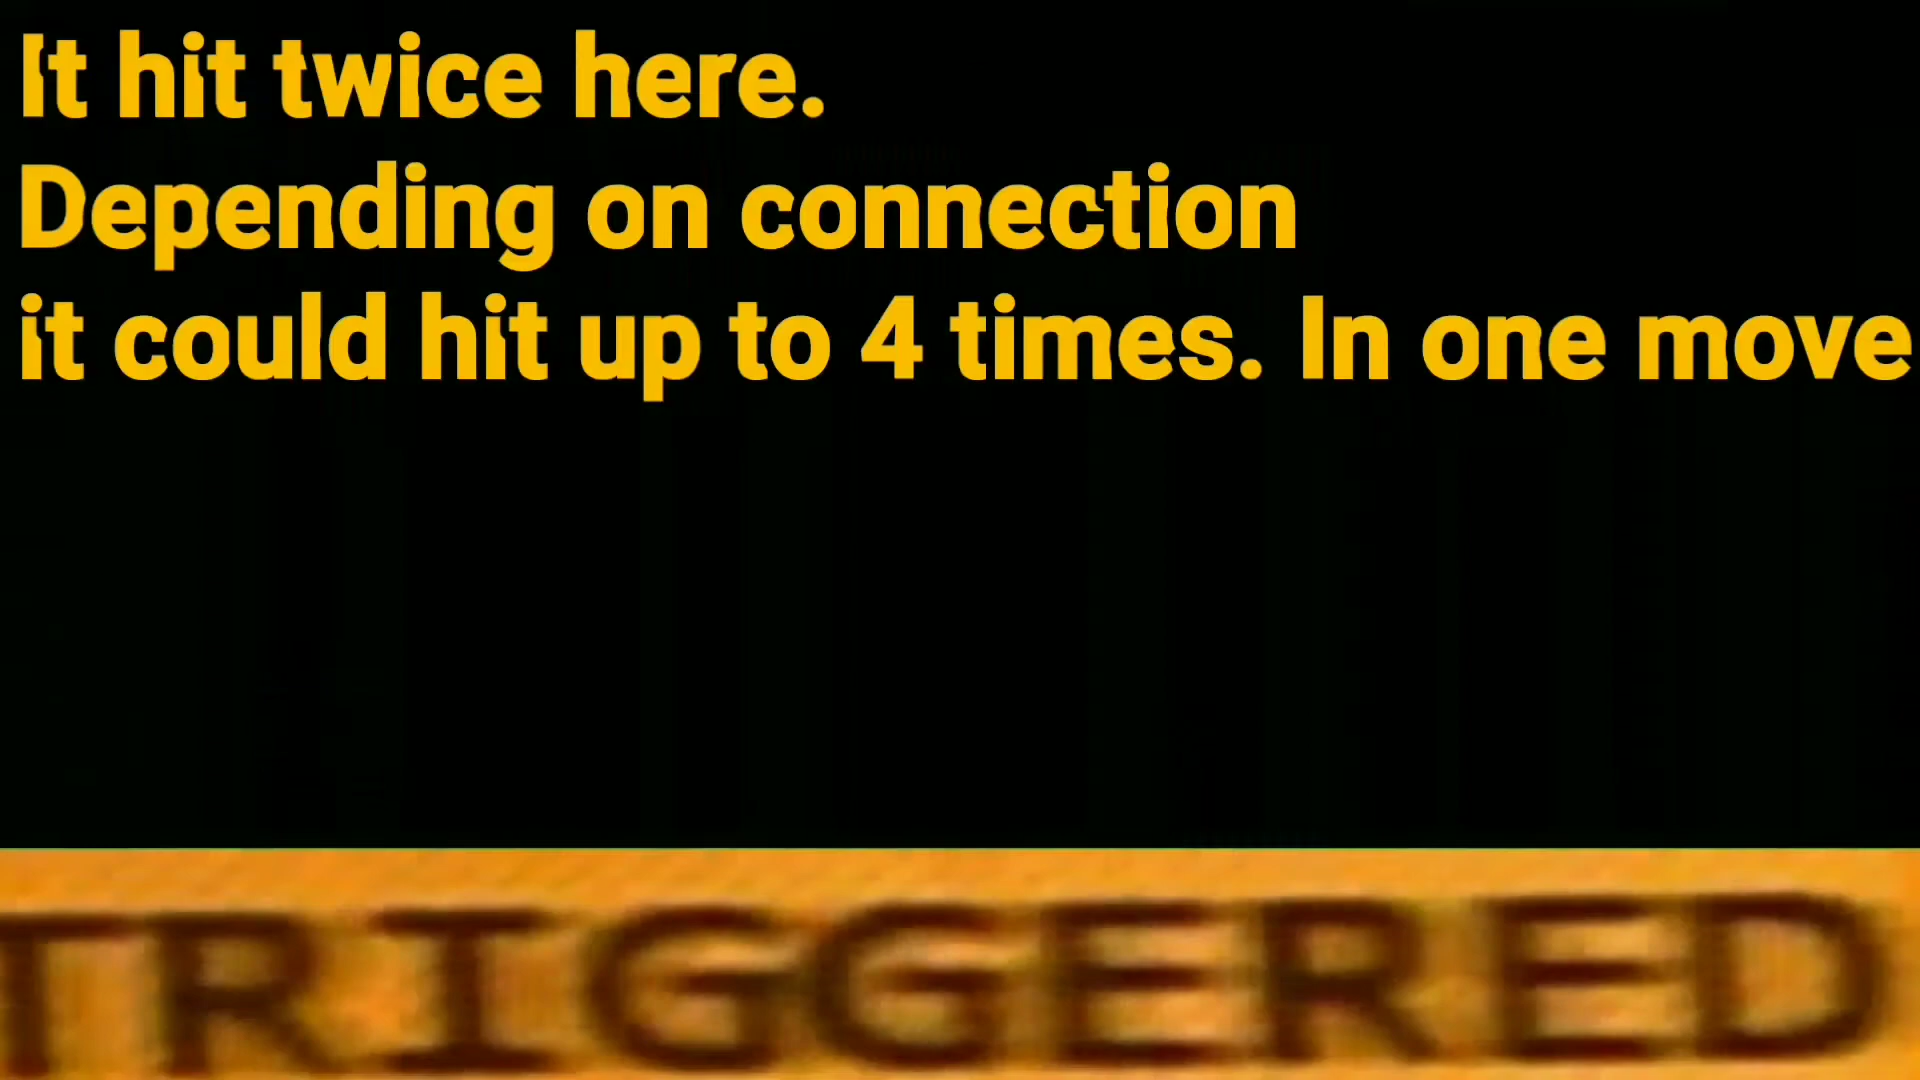 It hit twice here.
Depending on connection
it could hit up to 4 times. In one move
TRIGGERED